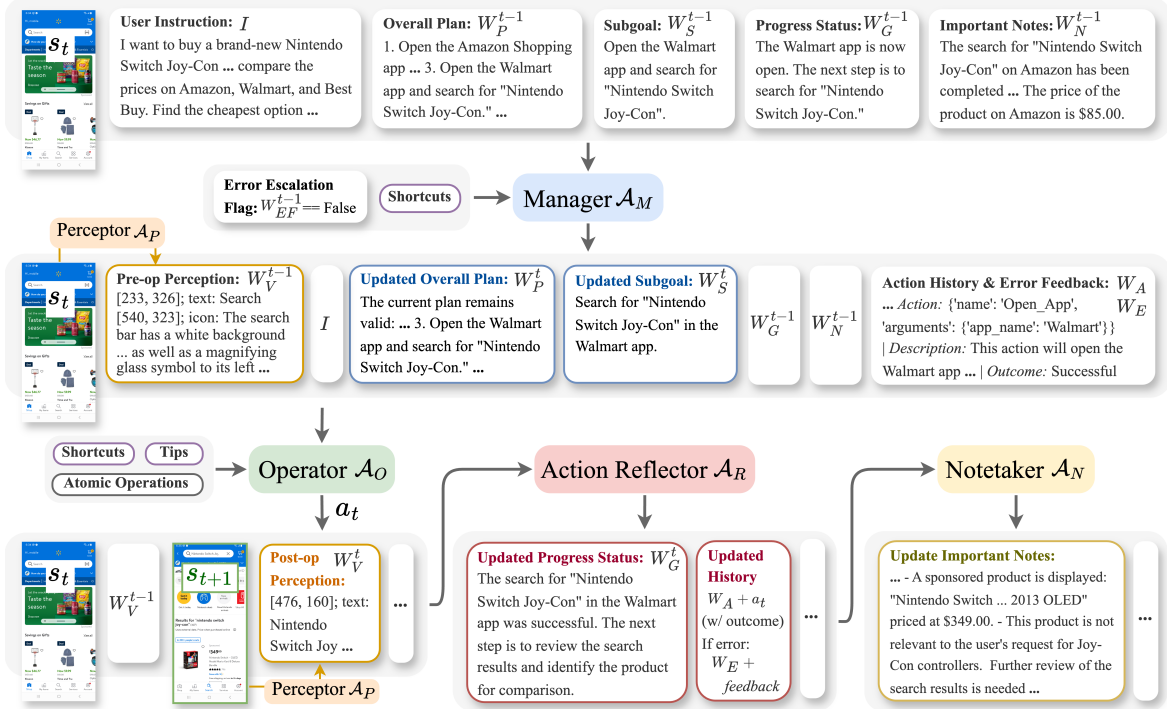 User Instruction: I
I want to buy a brand-new Nintendo
Switch Joy-Con ... compare the
prices on Amazon, Walmart, and Best
Buy. Find the cheapest option ...
Overall Plan: W_P^{t-1}
1. Open the Amazon Shopping
app ... 3. Open the Walmart
app and search for "Nintendo
Switch Joy-Con." ...
Subgoal: W_S^{t-1}
Open the Walmart
app and search for
"Nintendo Switch
Joy-Con".
Progress Status: W_G^{t-1}
The Walmart app is now
open. The next step is to
search for "Nintendo
Switch Joy-Con."
Important Notes: W_N^{t-1}
The search for "Nintendo Switch
Joy-Con" on Amazon has been
completed ... The price of the
product on Amazon is $85.00.
s_t
Taste the
season
Error Escalation
Flag: W_{EF}^{t-1} == False
Shortcuts
Manager A_M
Perceptor A_P
s_t
Taste the
season
Pre-op Perception: W_V^{t-1}
[233, 326]; text: Search
[540, 323]; icon: The search
bar has a white background
... as well as a magnifying
glass symbol to its left ...
I
Updated Overall Plan: W_P^t
The current plan remains
valid: ... 3. Open the Walmart
app and search for "Nintendo
Switch Joy-Con." ...
Updated Subgoal: W_S^t
Search for "Nintendo
Switch Joy-Con" in the
Walmart app.
W_G^{t-1}
W_N^{t-1}
Action History & Error Feedback: W_A
W_E
... Action: {'name': 'Open_App',
'arguments': {'app_name': 'Walmart'}}
| Description: This action will open the
Walmart app ... | Outcome: Successful
Shortcuts
Tips
Atomic Operations
Operator A_O
Action Reflector A_R
Notetaker A_N
a_t
s_t
Taste the
season
W_V^{t-1}
s_{t+1}
Post-op W_V^t
Perception:
[476, 160]; text:
Nintendo
Switch Joy ...
...
Perceptor A_P
Updated Progress Status: W_G^t
The search for "Nintendo
Switch Joy-Con" in the Walmart
app was successful. The next
step is to review the search
results and identify the product
for comparison.
Updated
History
W_A + a_t
(w/ outcome)
If error:
W_E +
feedback
...
Update Important Notes:
... - A sponsored product is displayed:
"Nintendo Switch ... 2013 OLED"
priced at $349.00. - This product is not
relevant to the user's request for Joy-
Con controllers. Further review of the
search results is needed ...
...